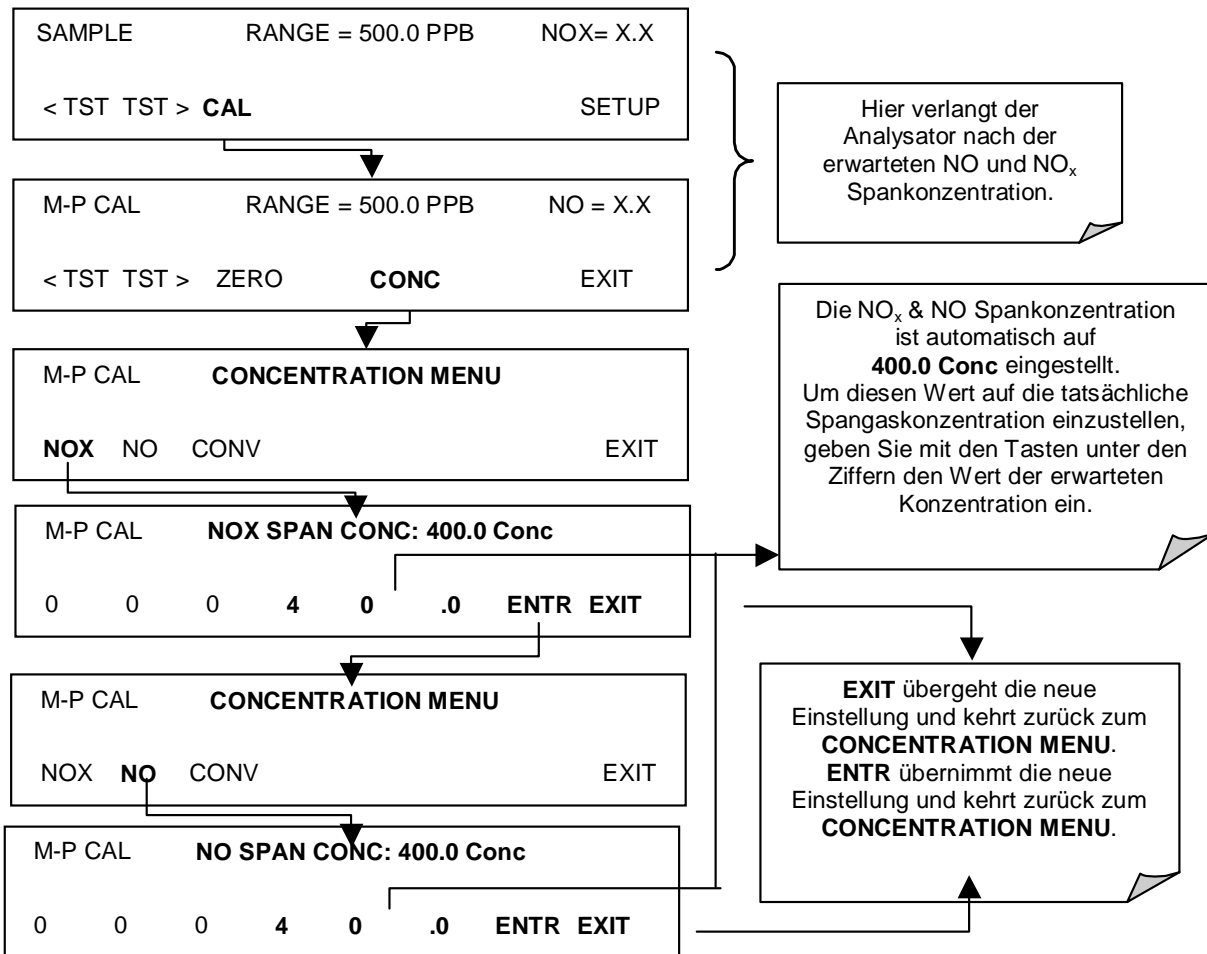 SAMPLE RANGE = 500.0 PPB NOX= X.X
< TST TST > CAL SETUP
Hier verlangt der
Analysator nach der
erwarteten NO und NOx
Spankonzentration.
M-P CAL RANGE = 500.0 PPB NO = X.X
< TST TST > ZERO CONC EXIT
Die NOx & NO Spankonzentration
ist automatisch auf
400.0 Conc eingestellt.
Um diesen Wert auf die tatsächliche
Spangaskonzentration einzustellen,
geben Sie mit den Tasten unter den
Ziffern den Wert der erwarteten
Konzentration ein.
M-P CAL CONCENTRATION MENU
NOX NO CONV EXIT
M-P CAL NOX SPAN CONC: 400.0 Conc
0 0 0 4 0 .0 ENTR EXIT
M-P CAL CONCENTRATION MENU
NOX NO CONV EXIT
EXIT übergeht die neue
Einstellung und kehrt zurück zum
CONCENTRATION MENU.
ENTR übernimmt die neue
Einstellung und kehrt zurück zum
CONCENTRATION MENU.
M-P CAL NO SPAN CONC: 400.0 Conc
0 0 0 4 0 .0 ENTR EXIT